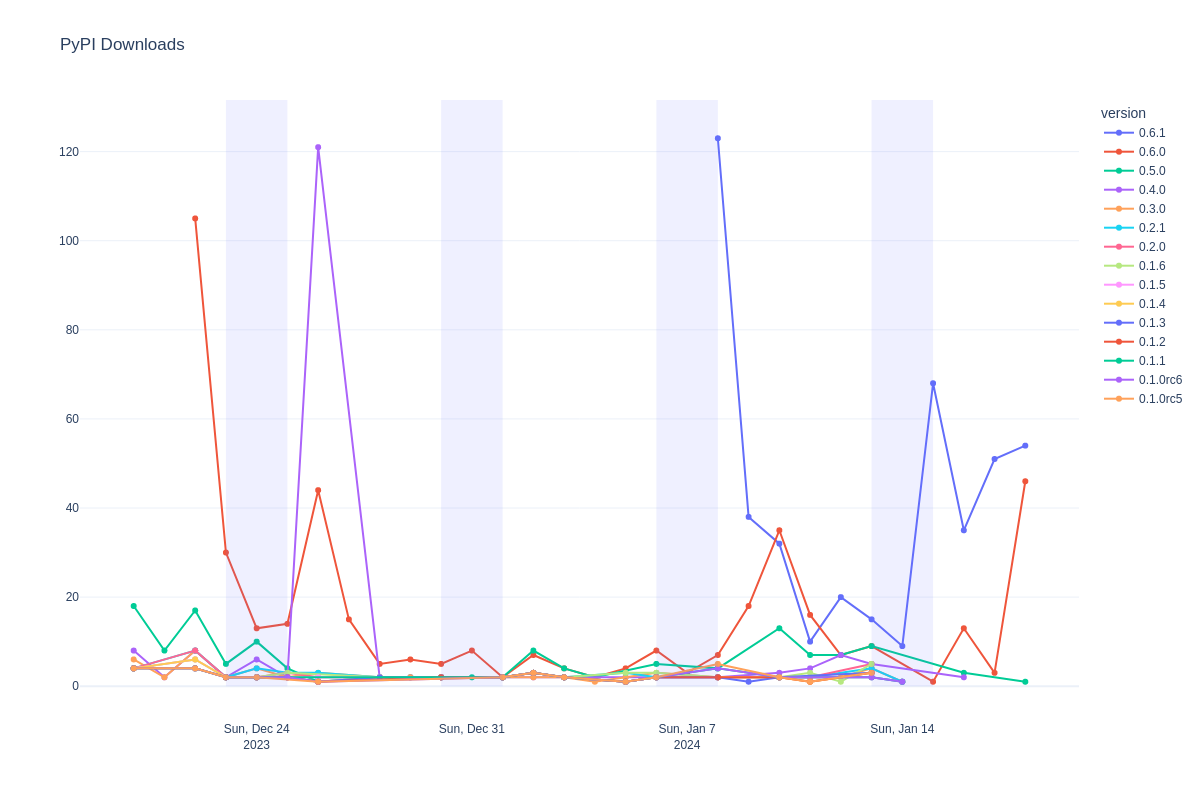 PyPI Downloads
version
0.6.1
0.6.0
0.5.0
0.4.0
0.3.0
0.2.1
0.2.0
0.1.6
0.1.5
0.1.4
0.1.3
0.1.2
0.1.1
0.1.0rc6
0.1.0rc5
120
100
80
60
40
20
0
Sun, Dec 24
2023
Sun, Dec 31
Sun, Jan 7
2024
Sun, Jan 14